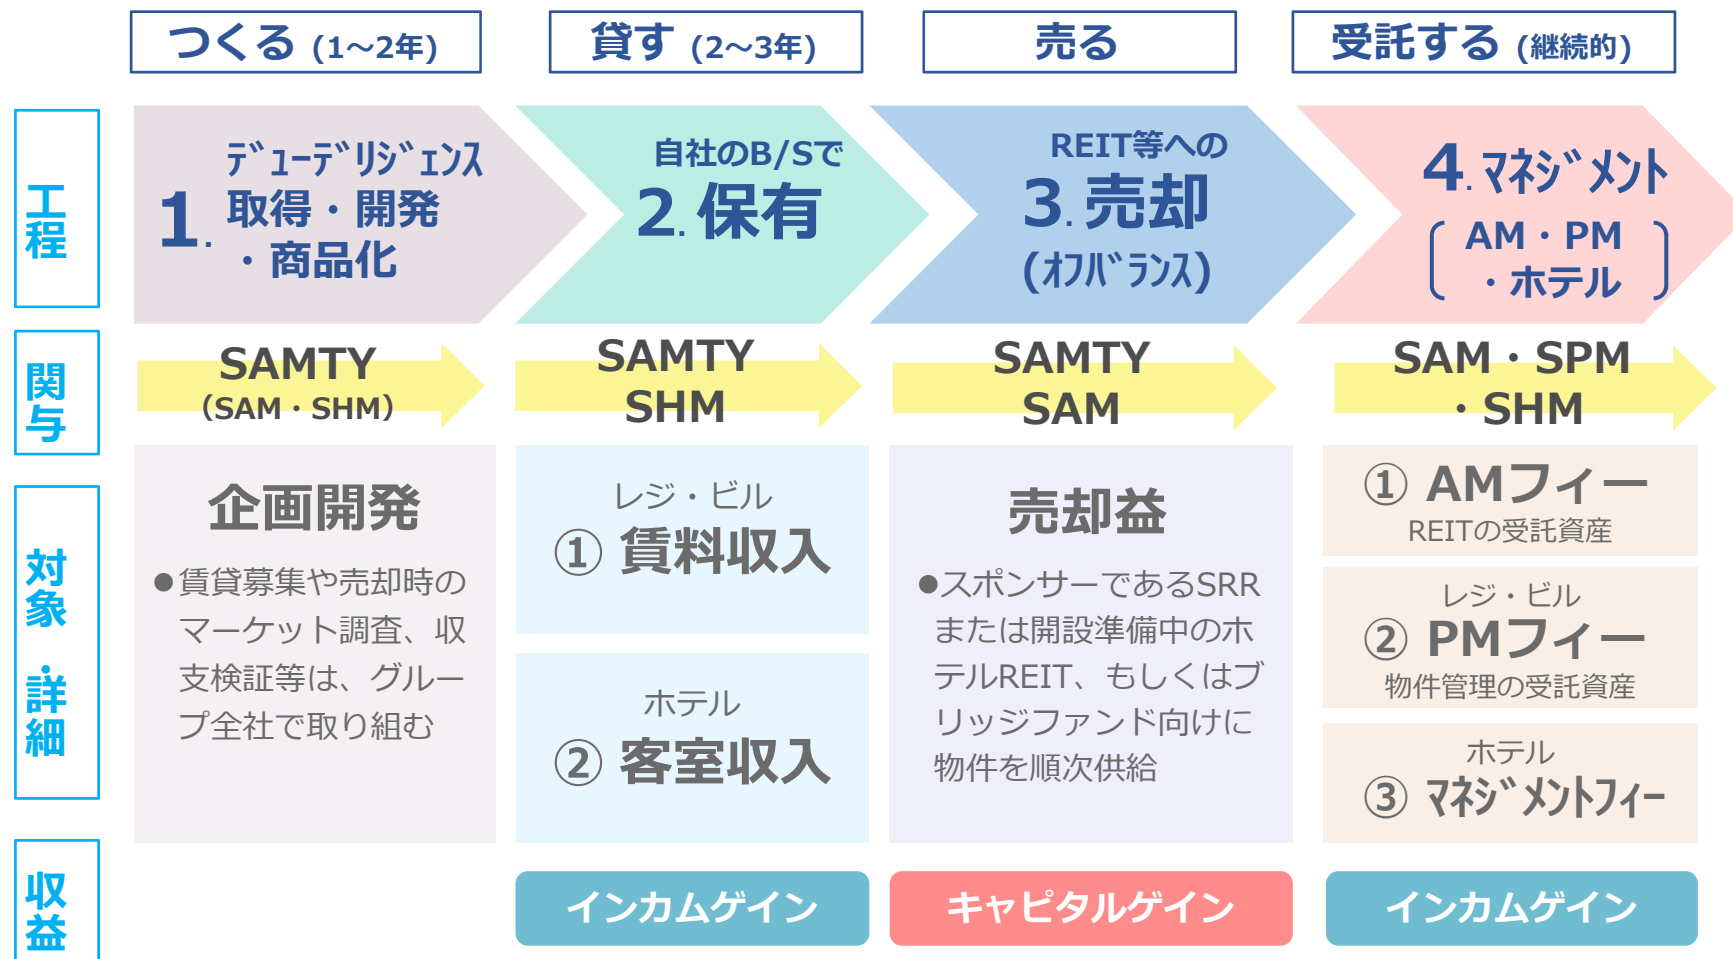 つくる (1～2年)
貸す (2～3年)
売る
受託する (継続的)
工程
1. ﾃﾞｭｰﾃﾞﾘｼﾞｪﾝｽ
取得・開発
・商品化
自社のB/Sで
2. 保有
REIT等への
3. 売却
(ｵﾌﾊﾞﾗﾝｽ)
4. ﾏﾈｼﾞﾒﾝﾄ
AM・PM
・ホテル
関与
SAMTY
（SAM・SHM）
SAMTY
SHM
SAMTY
SAM
SAM・SPM
・SHM
対象・詳細
企画開発
●賃貸募集や売却時の
マーケット調査、収
支検証等は、グルー
プ全社で取り組む
レジ・ビル
① 賃料収入
ホテル
② 客室収入
売却益
●スポンサーであるSRR
または開設準備中のホ
テルREIT、もしくはブ
リッジファンド向けに
物件を順次供給
① AMフィー
REITの受託資産
レジ・ビル
② PMフィー
物件管理の受託資産
ホテル
③ ﾏﾈｼﾞﾒﾝﾄﾌｨｰ
収益
インカムゲイン
キャピタルゲイン
インカムゲイン